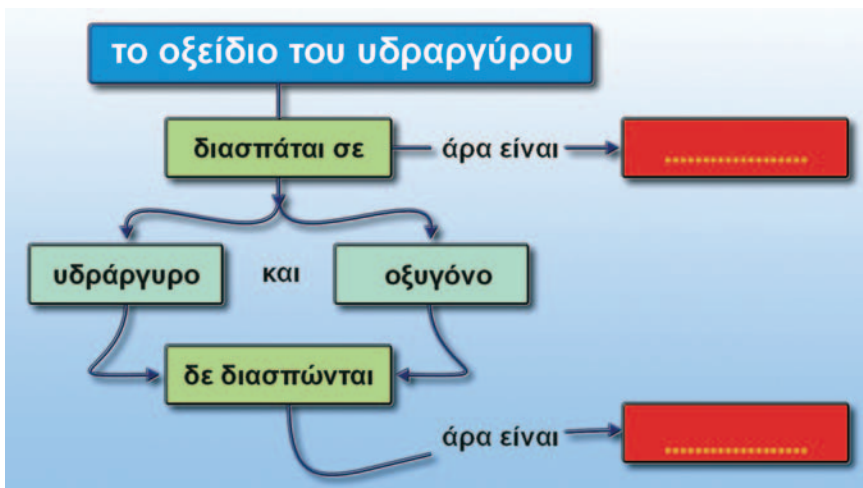 το οξείδιο του υδραργύρου
διασπάται σε
άρα είναι
...................
υδράργυρο
και
οξυγόνο
δε διασπώνται
άρα είναι
...................